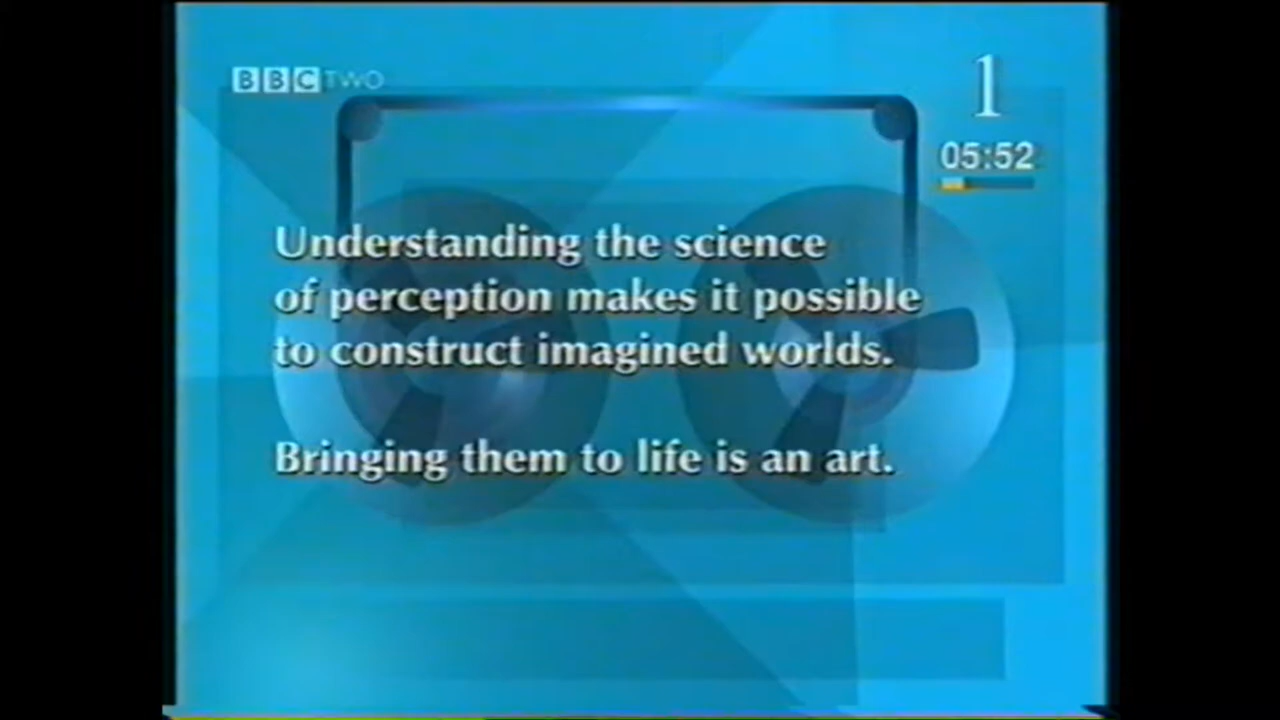 BBC TWO
1
05:52
Understanding the science
of perception makes it possible
to construct imagined worlds.
Bringing them to life is an art.